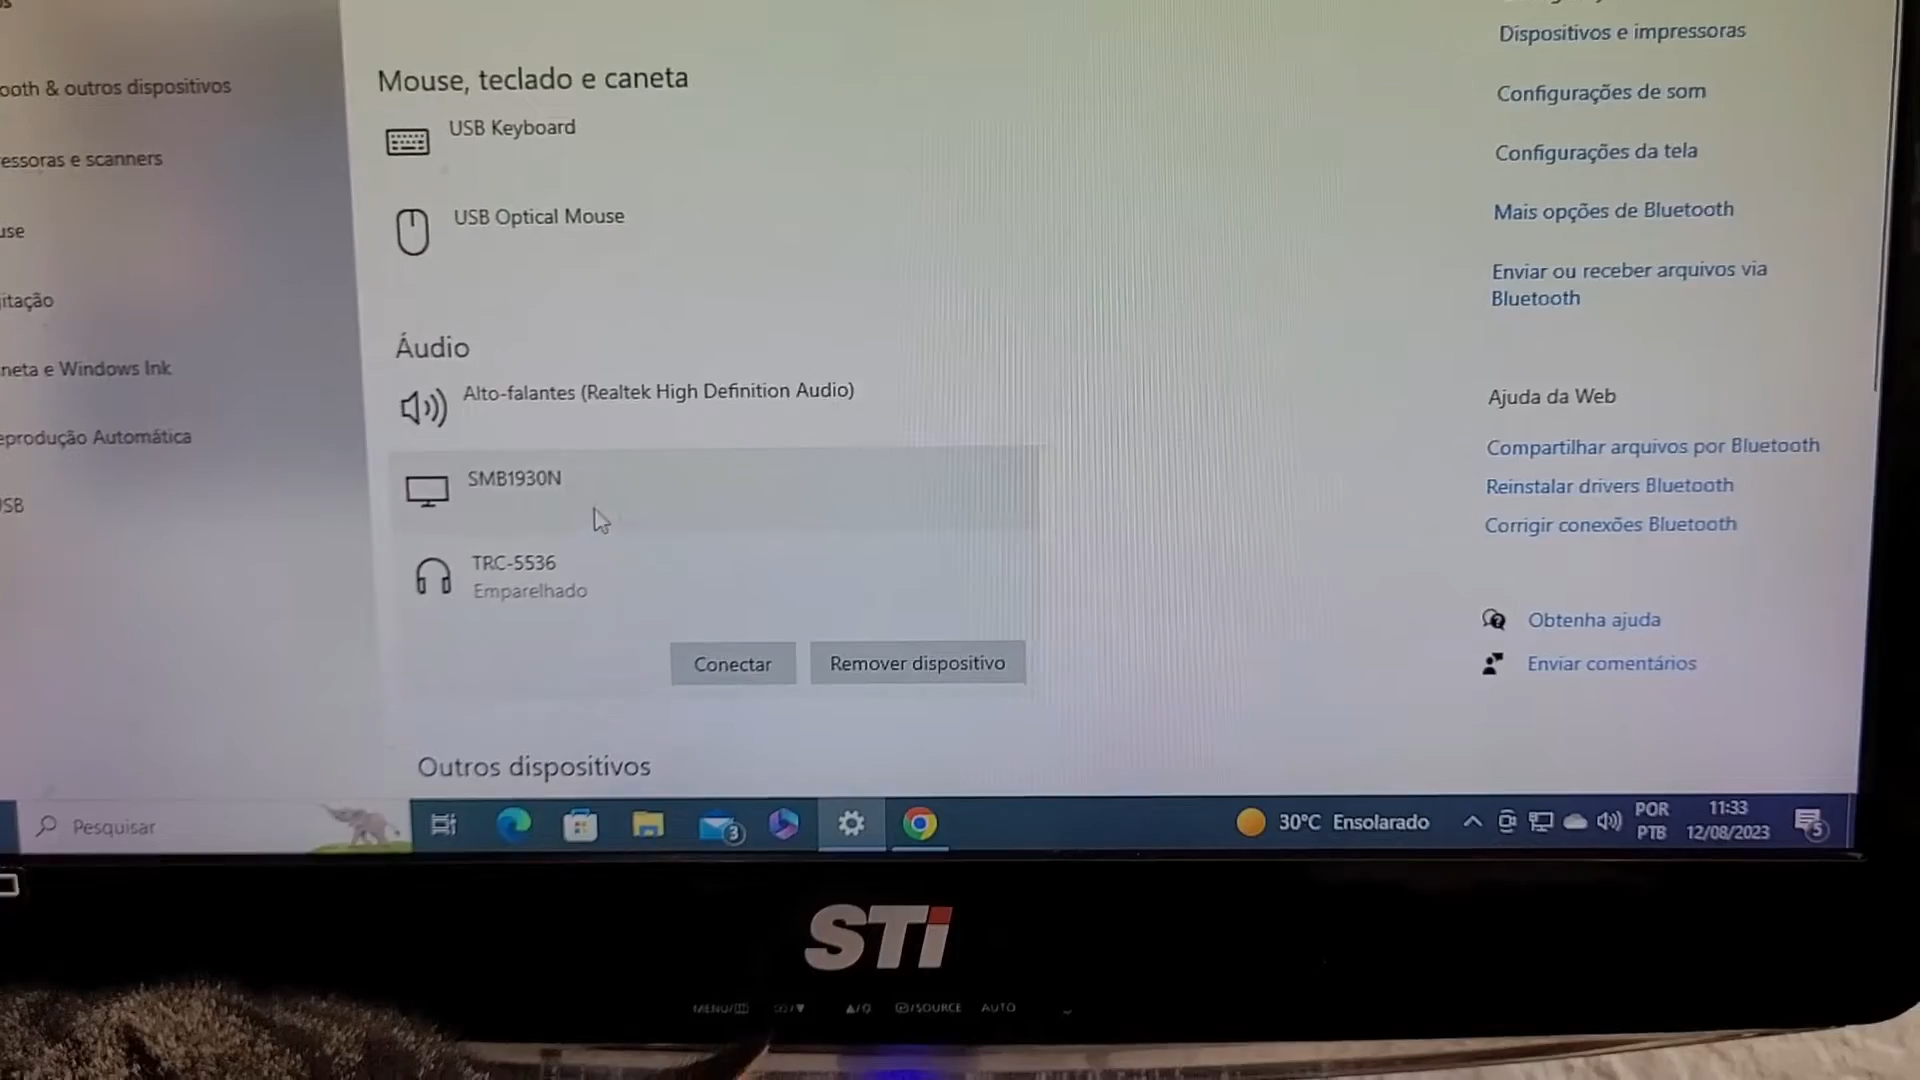 ooth & outros dispositivos
essoras e scanners
use
itação
neta e Windows Ink
eprodução Automática
USB
Pesquisar
Mouse, teclado e caneta
USB Keyboard
USB Optical Mouse
Áudio
Alto-falantes (Realtek High Definition Audio)
SMB1930N
TRC-5536
Emparelhado
Conectar
Remover dispositivo
Outros dispositivos
Dispositivos e impressoras
Configurações de som
Configurações da tela
Mais opções de Bluetooth
Enviar ou receber arquivos via
Bluetooth
Ajuda da Web
Compartilhar arquivos por Bluetooth
Reinstalar drivers Bluetooth
Corrigir conexões Bluetooth
Obtenha ajuda
Enviar comentários
3
30°C Ensolarado
POR
PTB
11:33
12/08/2023
5
STi
MENU/
/▼
▲/
/SOURCE
AUTO